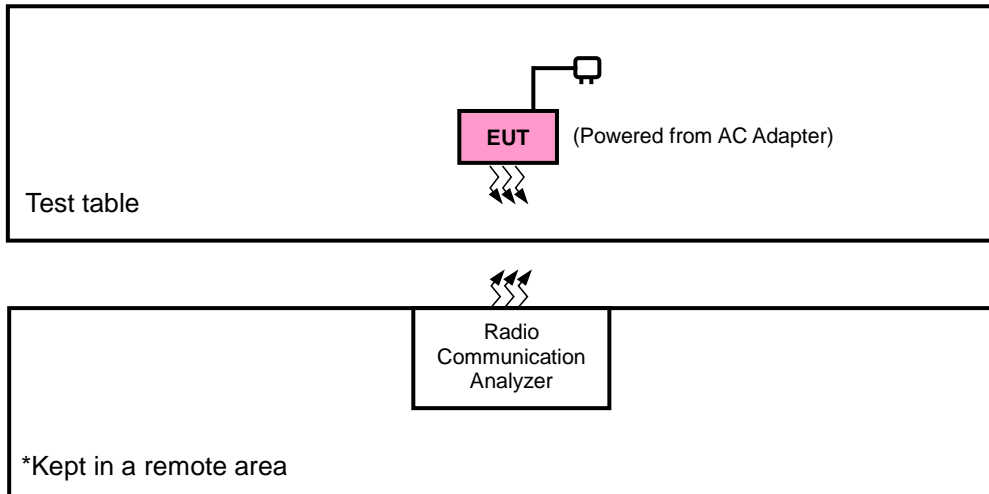 EUT
(Powered from AC Adapter)
Test table
Radio
Communication
Analyzer
*Kept in a remote area